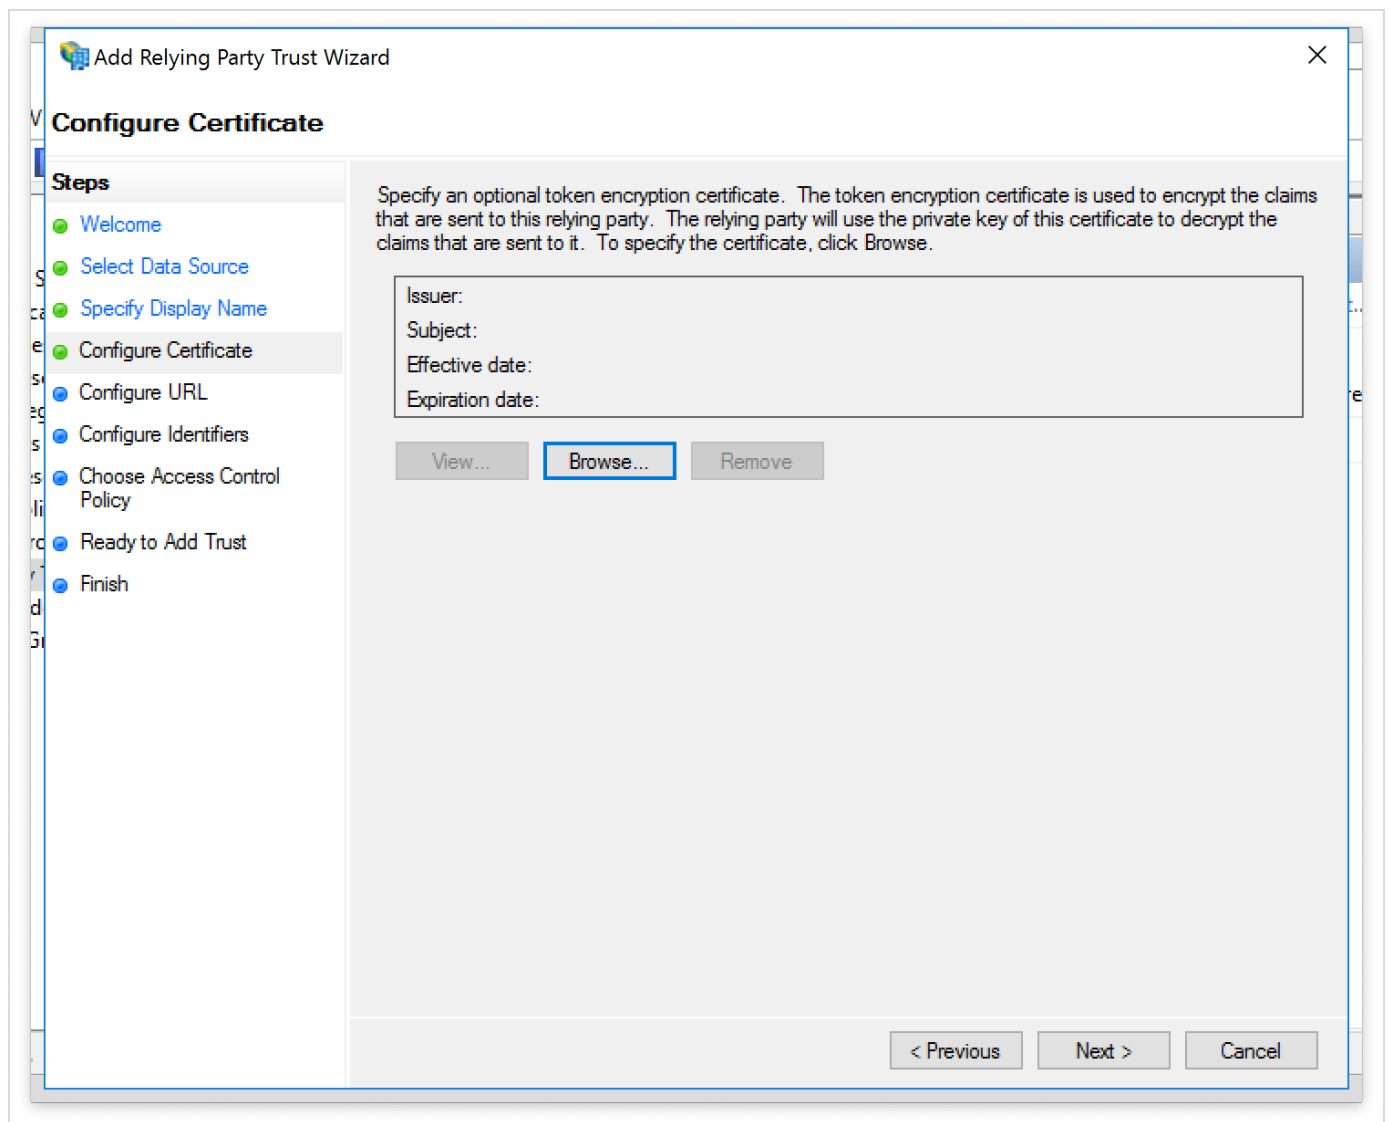 Add Relying Party Trust Wizard
Configure Certificate
Steps
Welcome
Select Data Source
Specify Display Name
Configure Certificate
Configure URL
Configure Identifiers
Choose Access Control
Policy
Ready to Add Trust
Finish
Specify an optional token encryption certificate.  The token encryption certificate is used to encrypt the claims
that are sent to this relying party.  The relying party will use the private key of this certificate to decrypt the
claims that are sent to it.  To specify the certificate, click Browse.
Issuer:
Subject:
Effective date:
Expiration date:
View...
Browse...
Remove
< Previous
Next >
Cancel